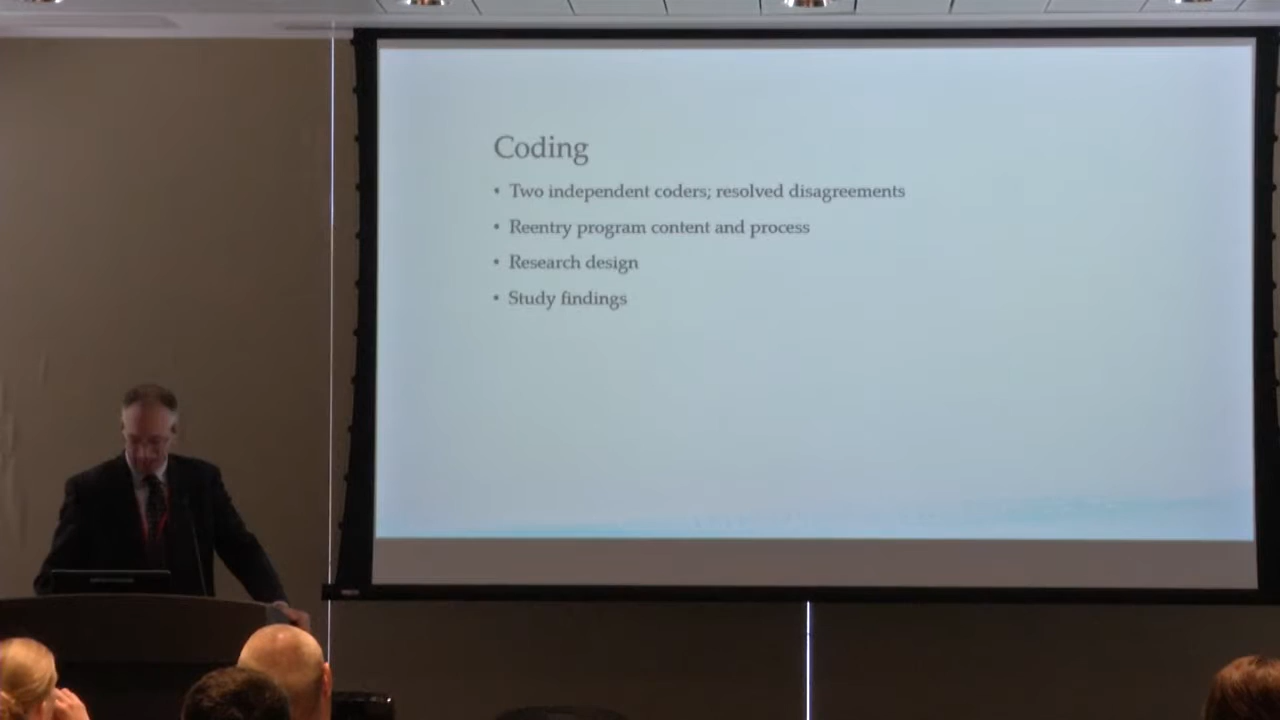 Coding
• Two independent coders; resolved disagreements
• Reentry program content and process
• Research design
• Study findings